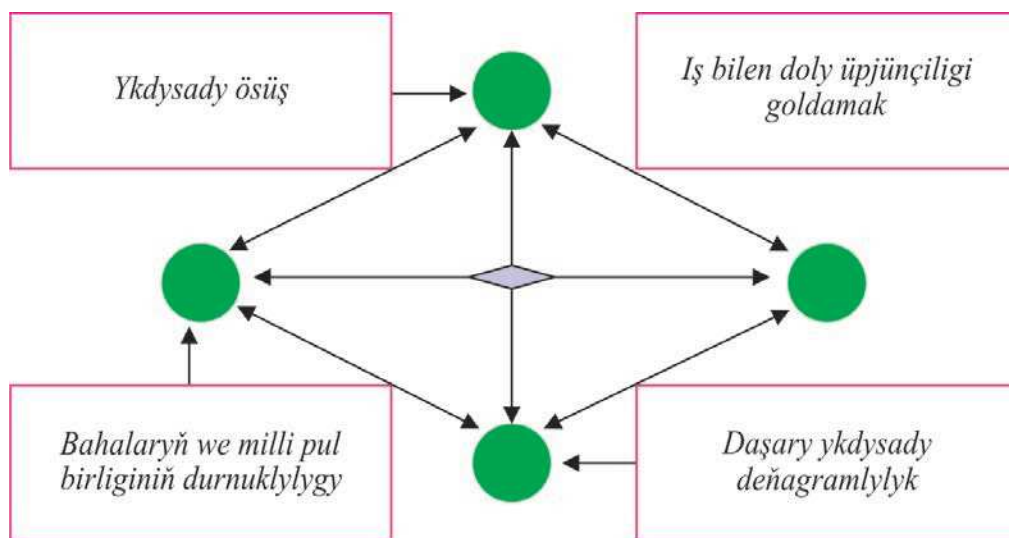 Ykdysady ösüş
Iş bilen doly üpjünçiligi
goldamak
Bahalaryň we milli pul
birliginiň durnuklylygy
Daşary ykdysady
deňagramlylyk